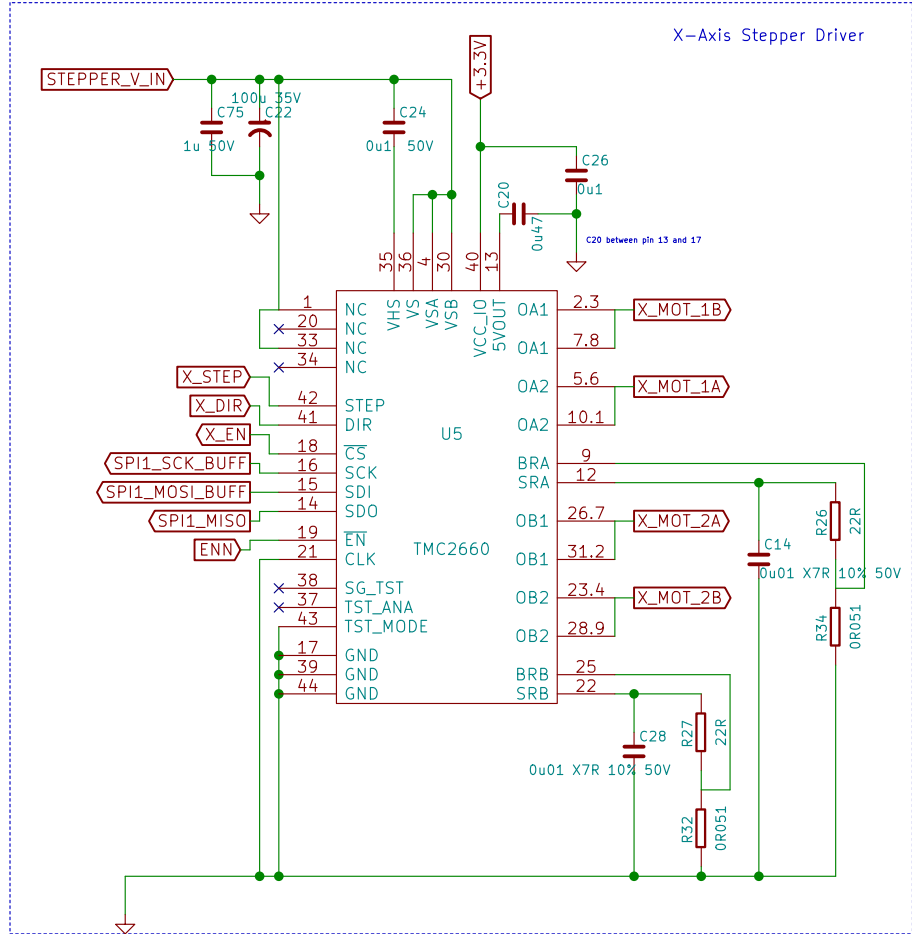 X-Axis Stepper Driver
STEPPER_V_IN
+3.3V
100u 35V
C75
C22
1u 50V
C24
0u1 50V
C26
0u1
C20
0u47
C20 between pin 13 and 17
35
36
4
30
40
13
VHS
VS
VSA
VSB
VCC_IO
5VOUT
1 NC
20 NC
33 NC
34 NC
X_STEP
42 STEP
X_DIR
41 DIR
X_EN
18 CS
SPI1_SCK_BUFF
16 SCK
SPI1_MOSI_BUFF
15 SDI
SPI1_MISO
14 SDO
ENN
19 EN
21 CLK
38 SG_TST
37 TST_ANA
43 TST_MODE
17 GND
39 GND
44 GND
U5
TMC2660
OA1 2.3
X_MOT_1B
OA1 7.8
OA2 5.6
X_MOT_1A
OA2 10.1
BRA 9
SRA 12
OB1 26.7
X_MOT_2A
OB1 31.2
OB2 23.4
X_MOT_2B
OB2 28.9
BRB 25
SRB 22
R26
22R
C14
0u01 X7R 10% 50V
R34
0R051
R27
22R
C28
0u01 X7R 10% 50V
R32
0R051